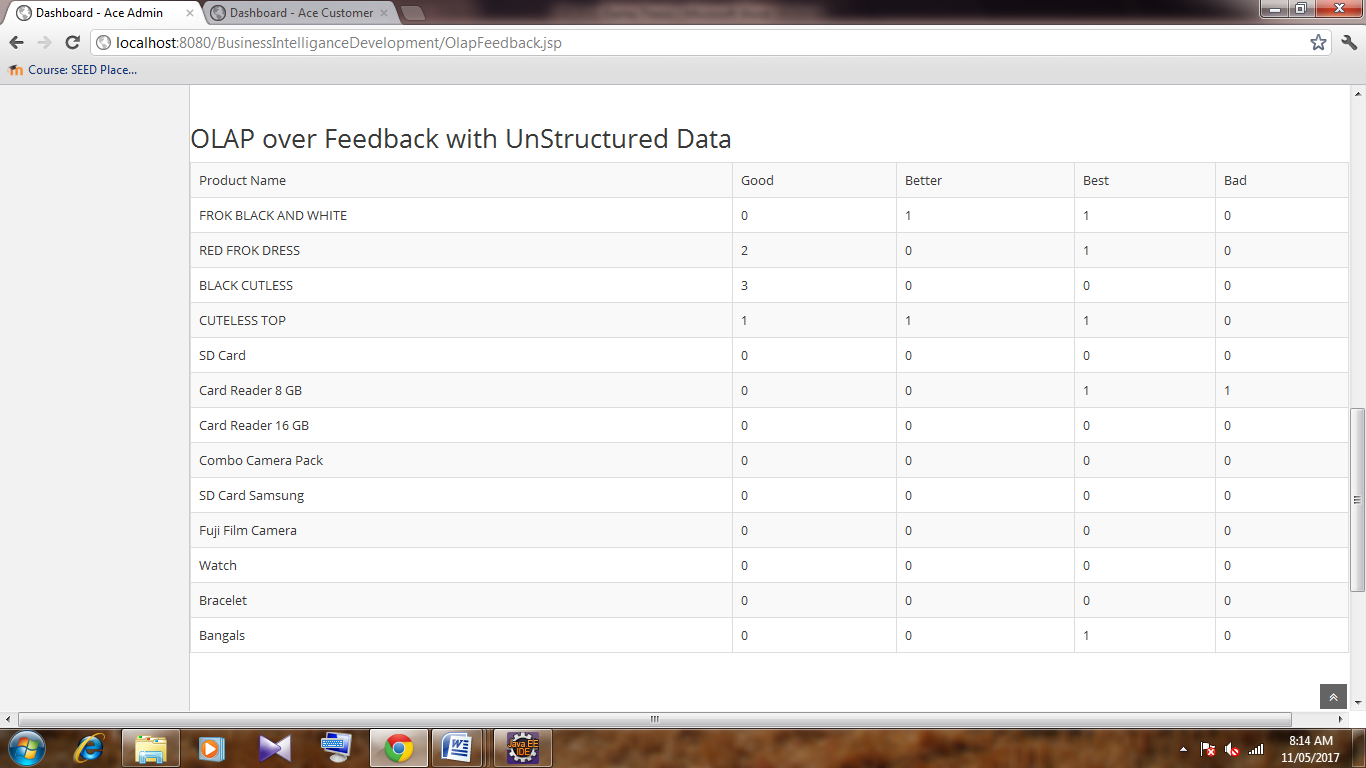 Dashboard - Ace Admin
Dashboard - Ace Customer
localhost:8080/BusinessIntelliganceDevelopment/OlapFeedback.jsp
Course: SEED Place...
OLAP over Feedback with UnStructured Data
Product Name Good Better Best Bad
FROK BLACK AND WHITE 0 1 1 0
RED FROK DRESS 2 0 1 0
BLACK CUTLESS 3 0 0 0
CUTELESS TOP 1 1 1 0
SD Card 0 0 0 0
Card Reader 8 GB 0 0 1 1
Card Reader 16 GB 0 0 0 0
Combo Camera Pack 0 0 0 0
SD Card Samsung 0 0 0 0
Fuji Film Camera 0 0 0 0
Watch 0 0 0 0
Bracelet 0 0 0 0
Bangals 0 0 1 0
Java EE
IDE
8:14 AM
11/05/2017